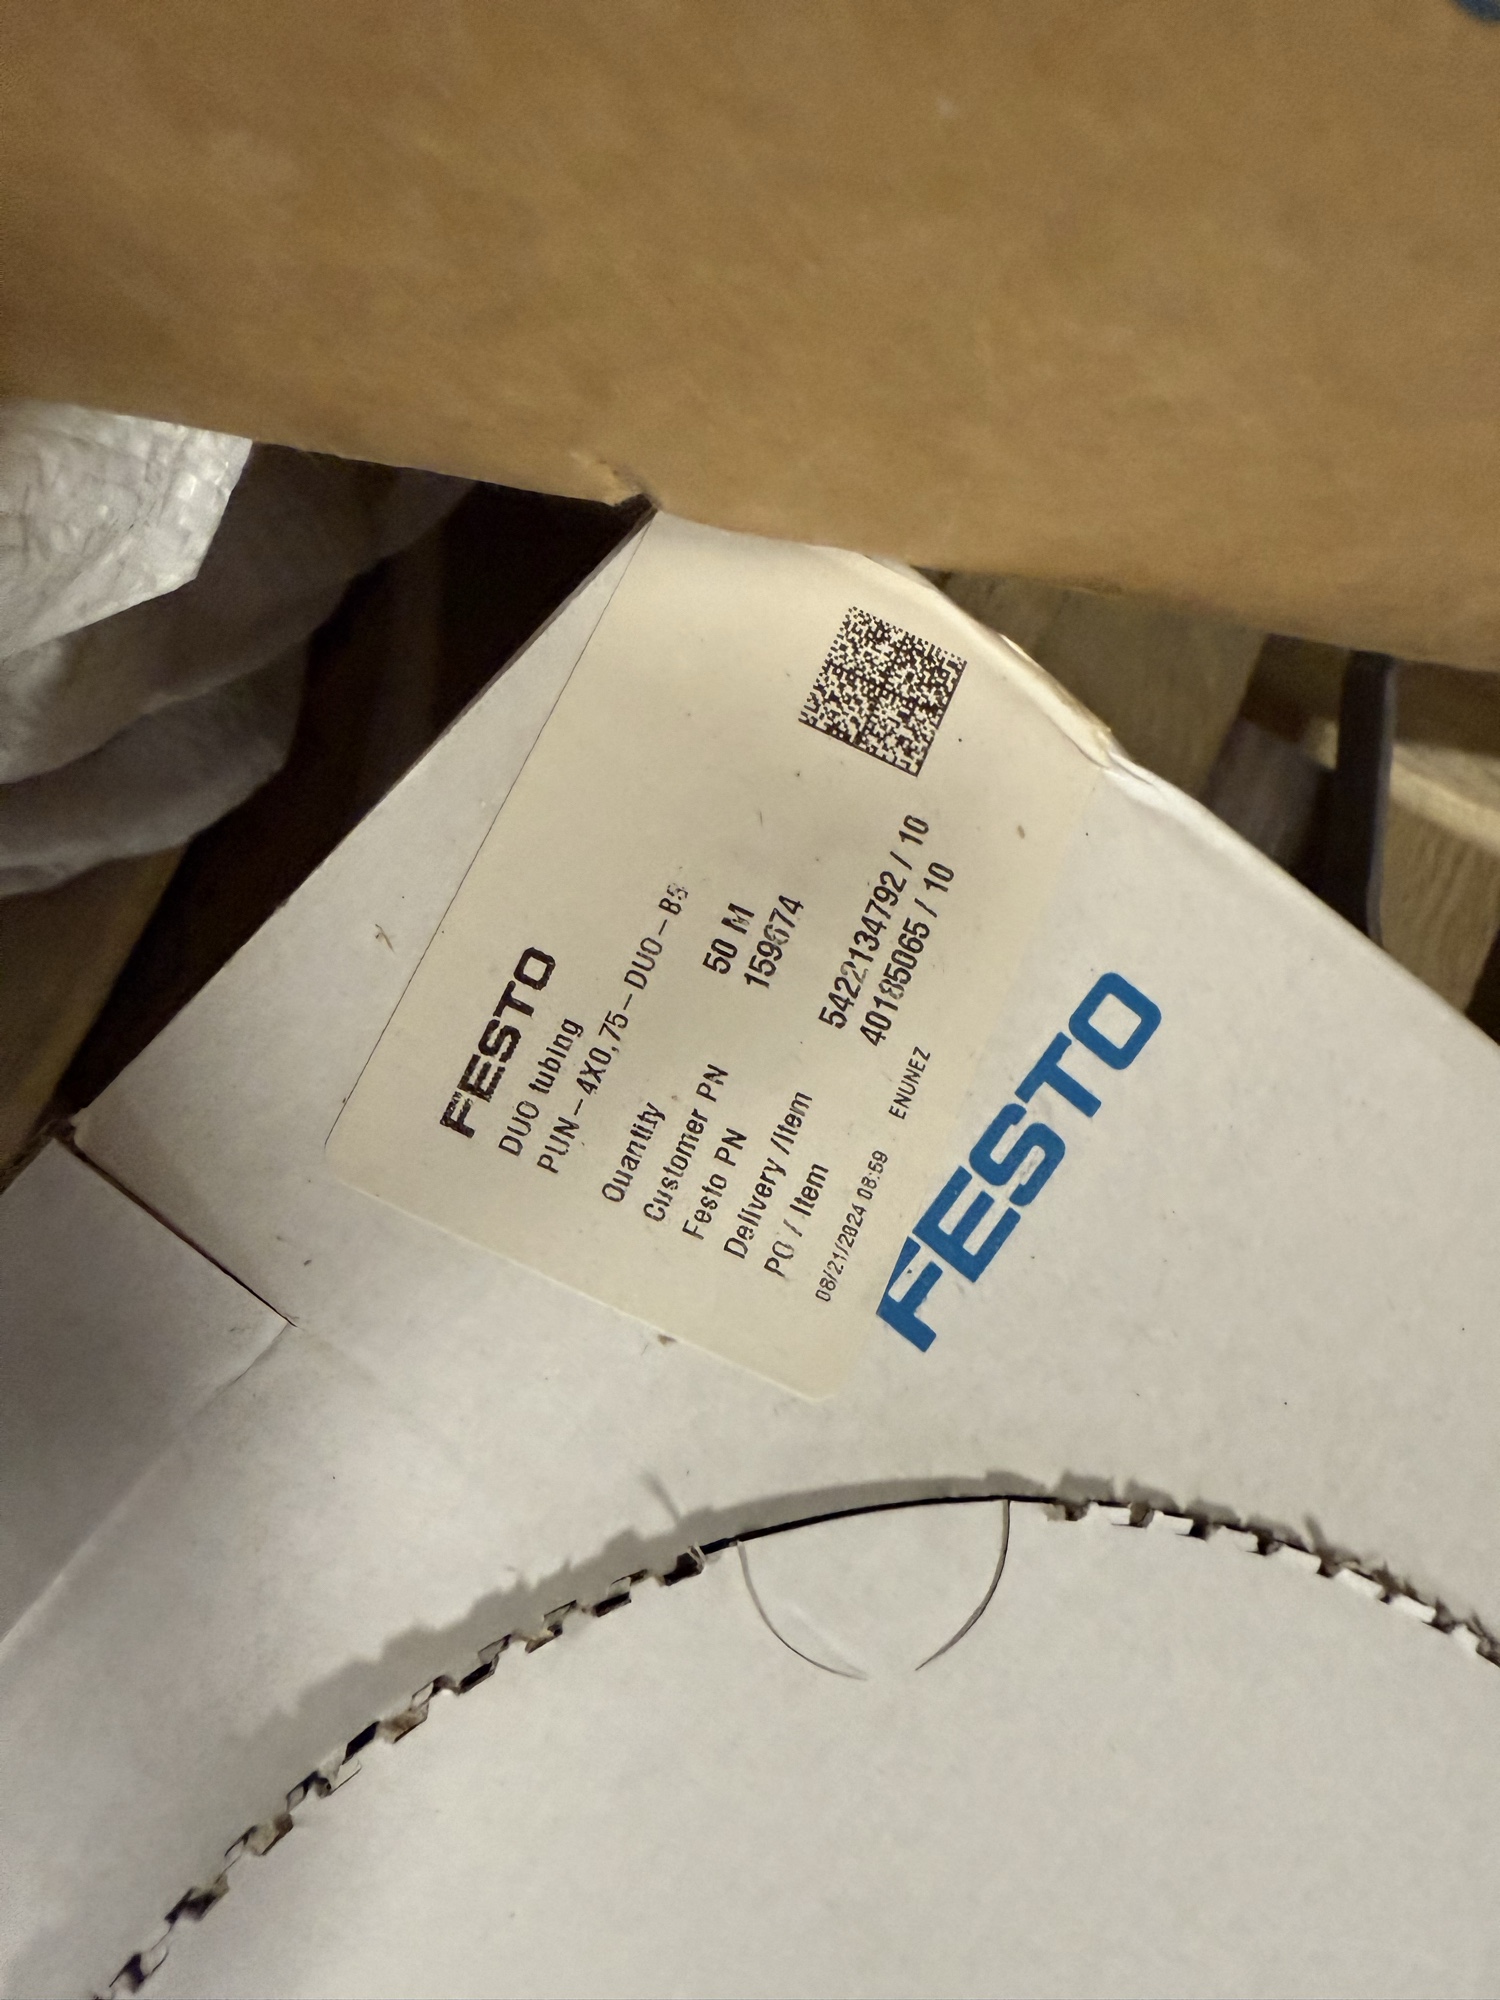 FESTO
DUO tubing
PUN-4X0,75-DUO-BS
Quantity 50 M
Customer PN 159674
Festo PN
Delivery /Item 5422134792 / 10
PO / Item 40185065 / 10
08/21/2024 08:59 ENUNEZ
FESTO